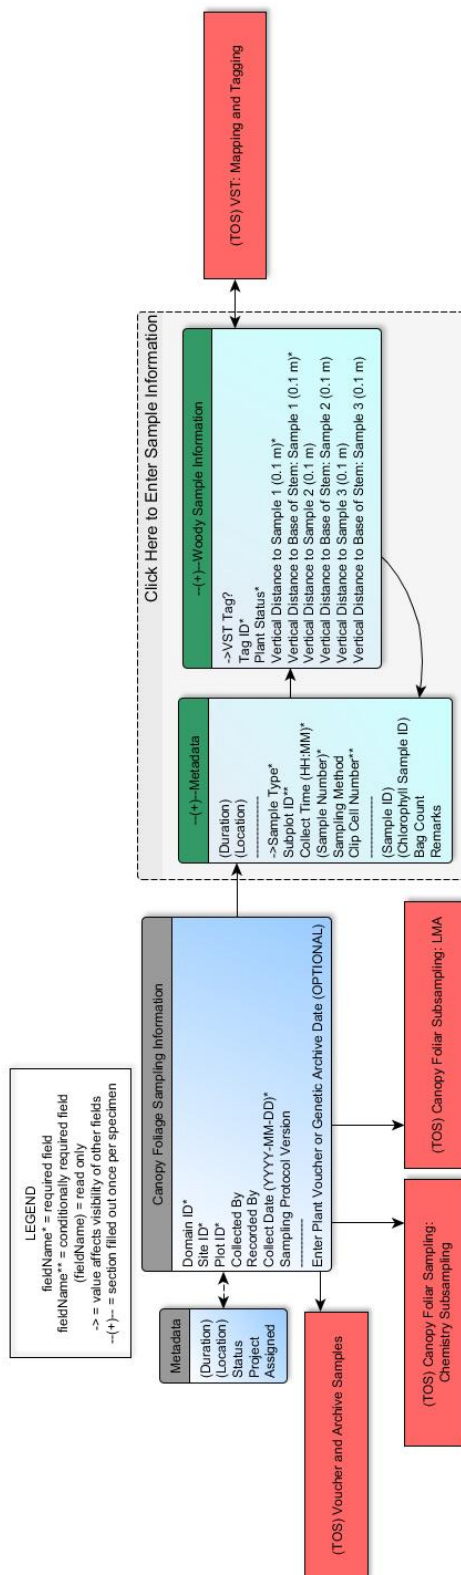 LEGEND
fieldName* = required field
fieldName** = conditionally required field
(fieldName) = read only
-> = value affects visibility of other fields
--(+)-- = section filled out once per specimen
Metadata
(Duration)
(Location)
Status
Project
Assigned
Canopy Foliage Sampling Information
Domain ID*
Site ID*
Plot ID*
Collected By
Recorded By
Collect Date (YYYY-MM-DD)*
Sampling Protocol Version
----------
Enter Plant Voucher or Genetic Archive Date (OPTIONAL)
(TOS) Voucher and Archive Samples
(TOS) Canopy Foliar Sampling:
Chemistry Subsampling
(TOS) Canopy Foliar Subsampling: LMA
Click Here to Enter Sample Information
--(+)--Metadata
(Duration)
(Location)
----------
->Sample Type*
Subplot ID**
Collect Time (HH:MM)*
(Sample Number)*
Sampling Method
Clip Cell Number**
----------
(Sample ID)
(Chlorophyll Sample ID)
Bag Count
Remarks
--(+)--Woody Sample Information
->VST Tag?
Tag ID*
Plant Status*
Vertical Distance to Sample 1 (0.1 m)*
Vertical Distance to Base of Stem: Sample 1 (0.1 m)*
Vertical Distance to Sample 2 (0.1 m)
Vertical Distance to Base of Stem: Sample 2 (0.1 m)
Vertical Distance to Sample 3 (0.1 m)
Vertical Distance to Base of Stem: Sample 3 (0.1 m)
(TOS) VST: Mapping and Tagging